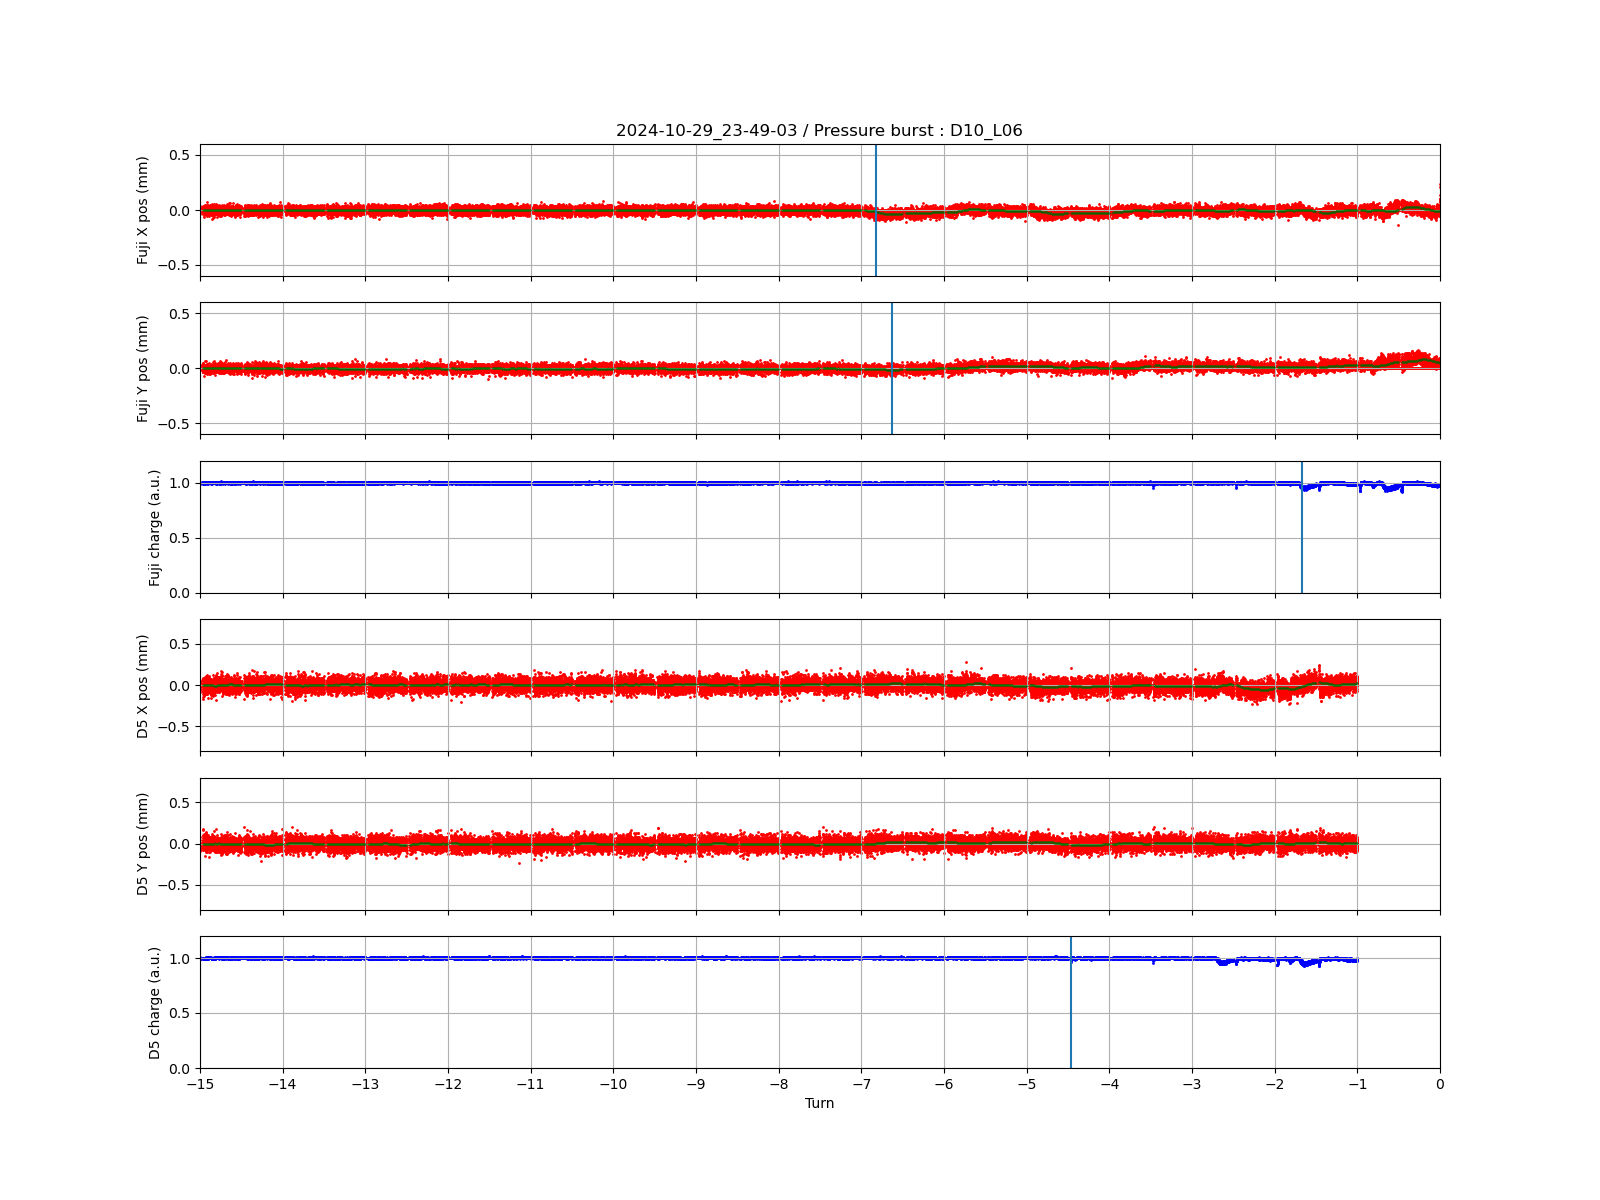 2024-10-29_23-49-03 / Pressure burst : D10_L06
Fuji X pos (mm)
0.5
0.0
−0.5
Fuji Y pos (mm)
0.5
0.0
−0.5
Fuji charge (a.u.)
1.0
0.5
0.0
D5 X pos (mm)
0.5
0.0
−0.5
D5 Y pos (mm)
0.5
0.0
−0.5
D5 charge (a.u.)
1.0
0.5
0.0
−15 −14 −13 −12 −11 −10 −9 −8 −7 −6 −5 −4 −3 −2 −1 0
Turn